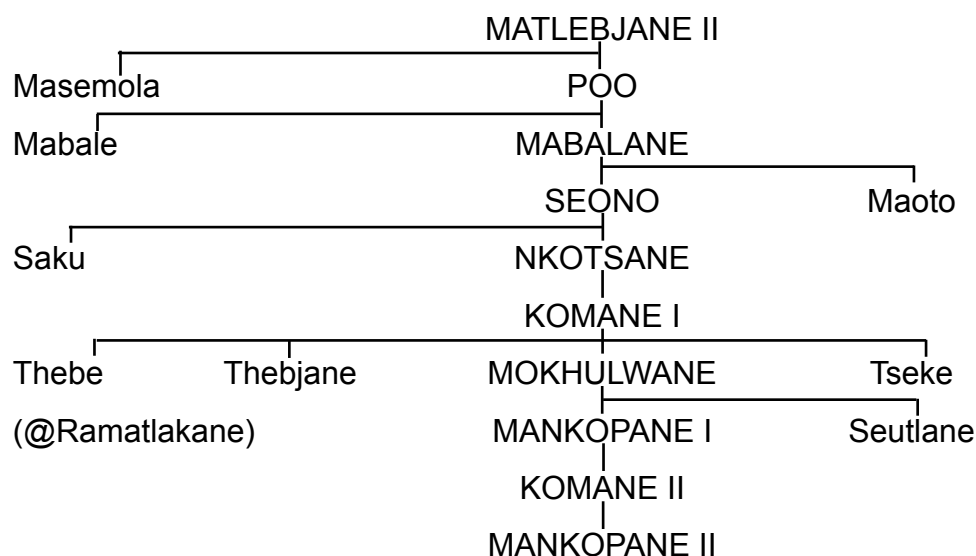 MATLEBJANE II
Masemola POO
Mabale MABALANE
SEONO Maoto
Saku NKOTSANE
KOMANE I
Thebe Thebjane MOKHULWANE Tseke
(@Ramatlakane) MANKOPANE I Seutlane
KOMANE II
MANKOPANE II